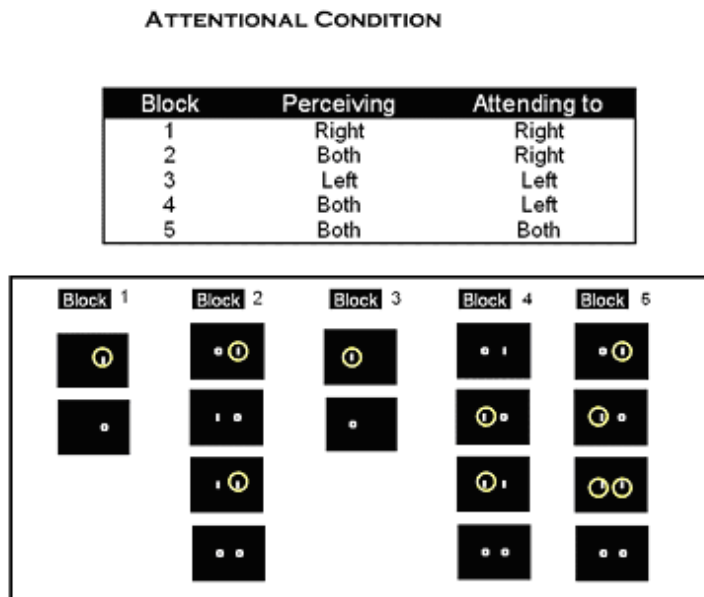 ATTENTIONAL CONDITION
Block Perceiving Attending to
1 Right Right
2 Both Right
3 Left Left
4 Both Left
5 Both Both
Block 1 Block 2 Block 3 Block 4 Block 5